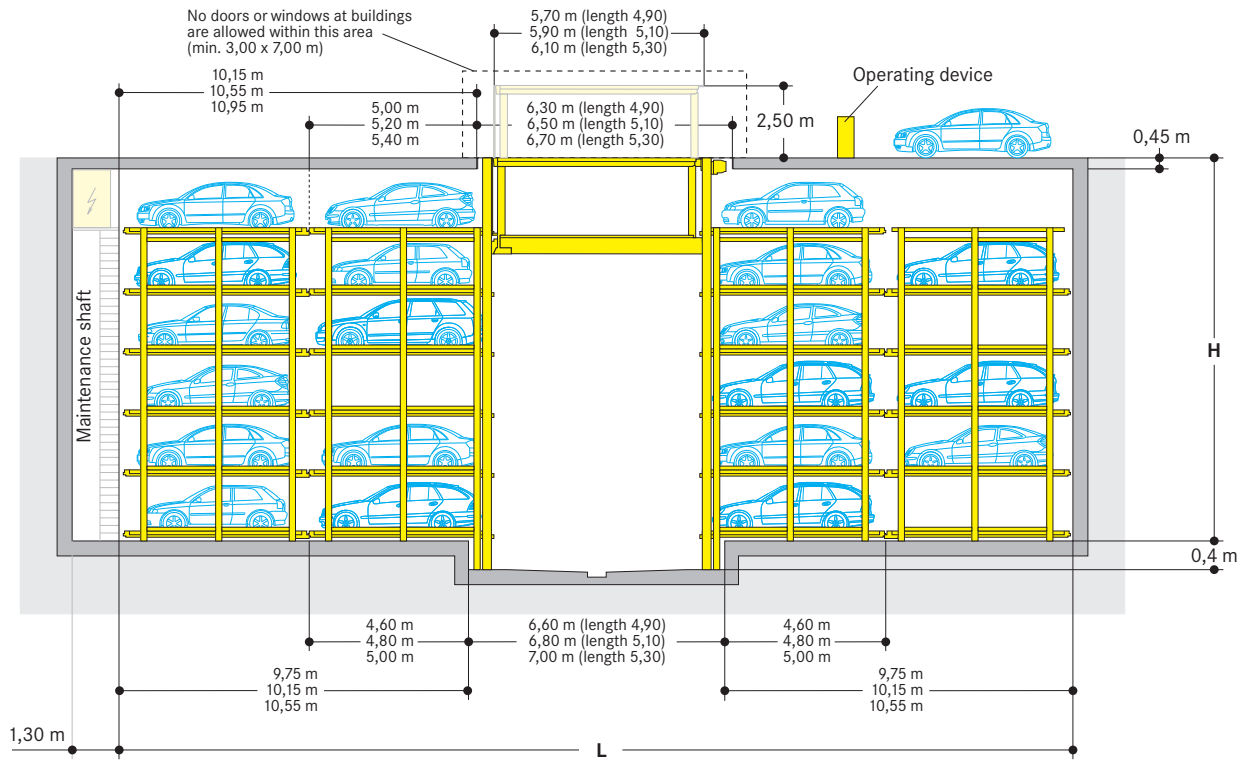 No doors or windows at buildings
are allowed within this area
(min. 3,00 x 7,00 m)
5,70 m (length 4,90)
5,90 m (length 5,10)
6,10 m (length 5,30)
10,15 m
10,55 m
10,95 m
5,00 m
5,20 m
5,40 m
6,30 m (length 4,90)
6,50 m (length 5,10)
6,70 m (length 5,30)
2,50 m
Operating device
0,45 m
Maintenance shaft
H
0,4 m
4,60 m
4,80 m
5,00 m
6,60 m (length 4,90)
6,80 m (length 5,10)
7,00 m (length 5,30)
4,60 m
4,80 m
5,00 m
9,75 m
10,15 m
10,55 m
9,75 m
10,15 m
10,55 m
1,30 m
L